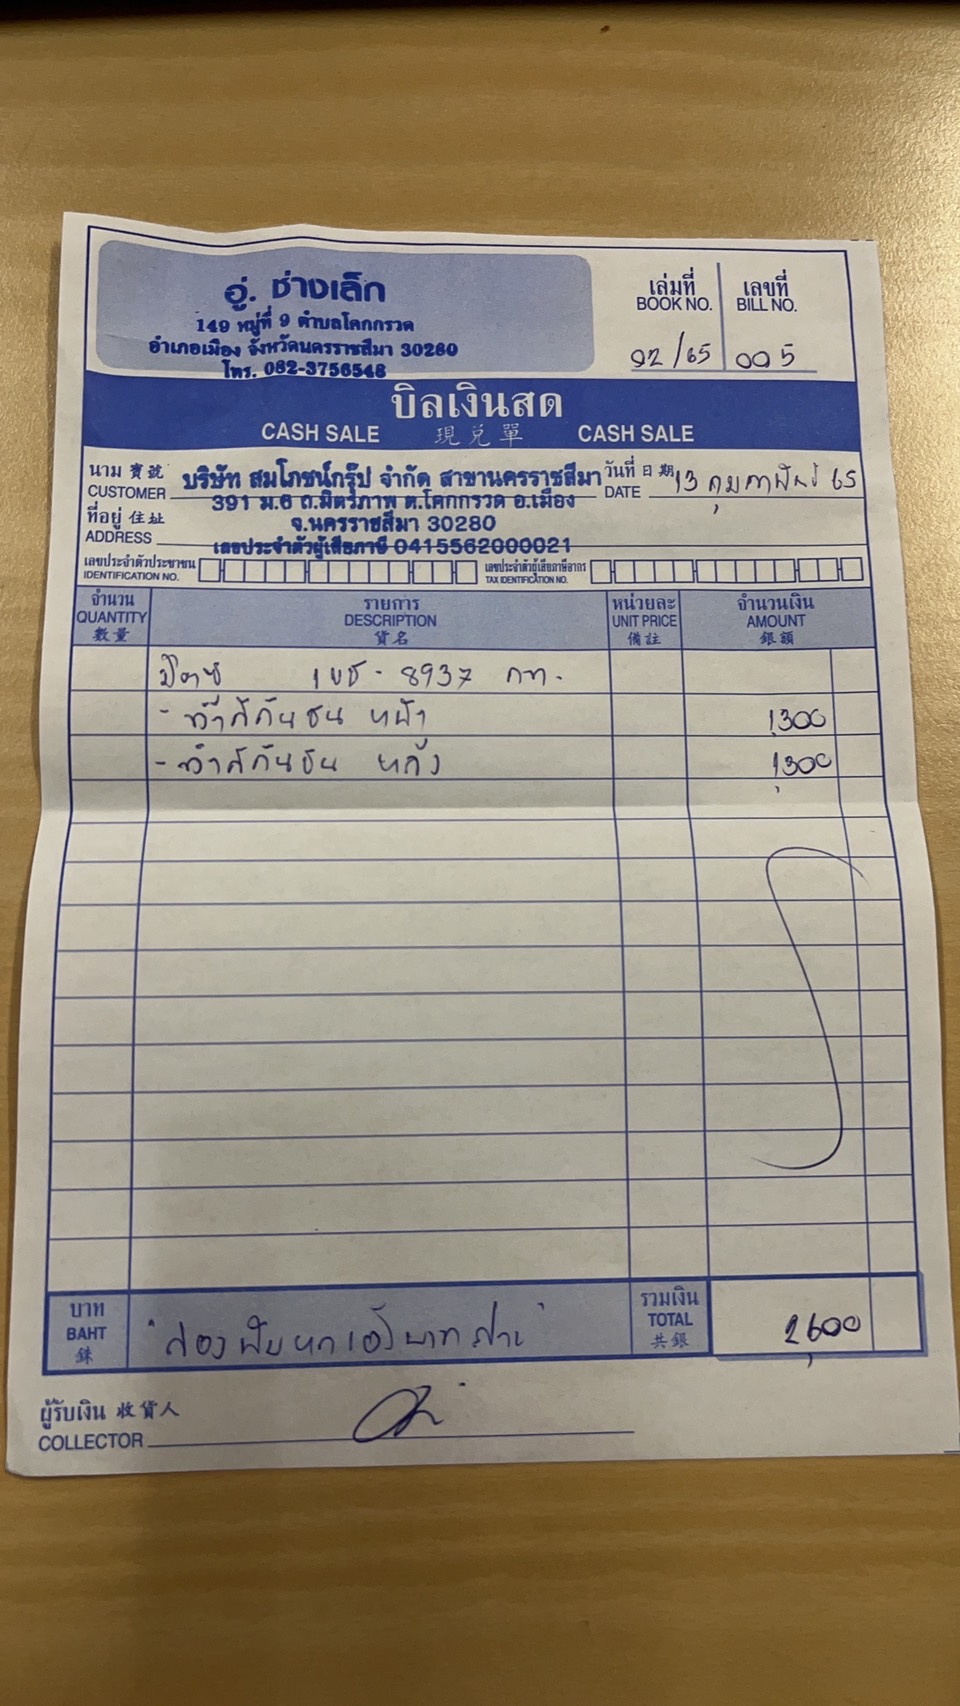 อู่. ช่างเล็ก
149 หมู่ที่ 9 ตำบลโคกกรวด
อำเภอเมือง จังหวัดนครราชสีมา 30280
โทร. 082-3756548
เล่มที่ เลขที่
BOOK NO. BILL NO.
02/65 005
บิลเงินสด
CASH SALE 現兌單 CASH SALE
นาม 寶號 บริษัท สมโภชน์กรุ๊ป จำกัด สาขานครราชสีมา วันที่ 日期 13 กุมภาพันธ์ 65
CUSTOMER 391 ม.6 ถ.มิตรภาพ ต.โคกกรวด อ.เมือง DATE
ที่อยู่ 住址 จ.นครราชสีมา 30280
ADDRESS เลขประจำตัวผู้เสียภาษี 0415562000021
เลขประจำตัวประชาชน เลขประจำตัวผู้เสียภาษีอากร
IDENTIFICATION NO. TAX IDENTIFICATION NO.
จำนวน รายการ หน่วยละ จำนวนเงิน
QUANTITY DESCRIPTION UNIT PRICE AMOUNT
數量 貨名 備註 銀額
1 ขช - 8937 กท.
- ทำสีกันชน หน้า 1,300
- ทำสีกันชน หลัง 1,300
บาท รวมเงิน
BAHT "สองพันหกร้อยบาทถ้วน" TOTAL 2,600
銖 共銀
ผู้รับเงิน 收貨人
COLLECTOR